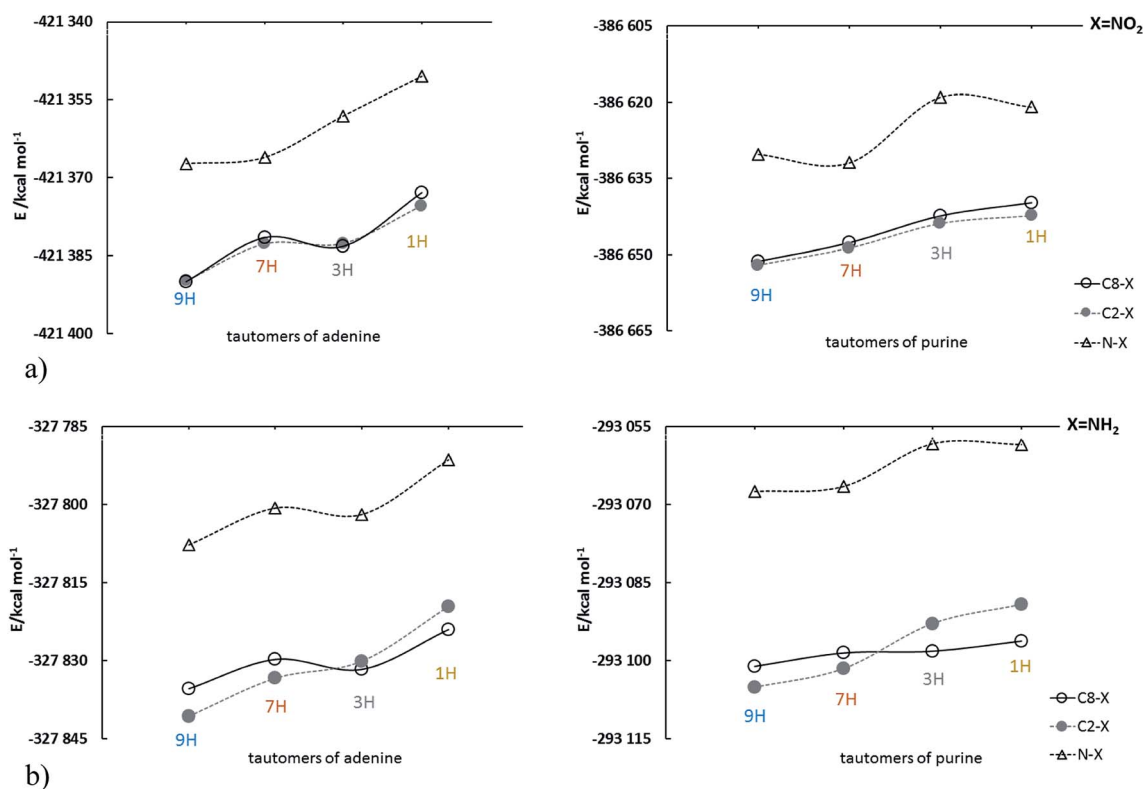 -421 340
-421 355
-421 370
-421 385
-421 400
E /kcal mol-1
9H
7H
3H
1H
tautomers of adenine
a)
-386 605
-386 620
-386 635
-386 650
-386 665
E/kcal mol-1
X=NO2
9H
7H
3H
1H
tautomers of purine
C8-X
C2-X
N-X
-327 785
-327 800
-327 815
-327 830
-327 845
E/kcal mol-1
9H
7H
3H
1H
tautomers of adenine
b)
-293 055
-293 070
-293 085
-293 100
-293 115
E/kcal mol-1
X=NH2
9H
7H
3H
1H
tautomers of purine
C8-X
C2-X
N-X